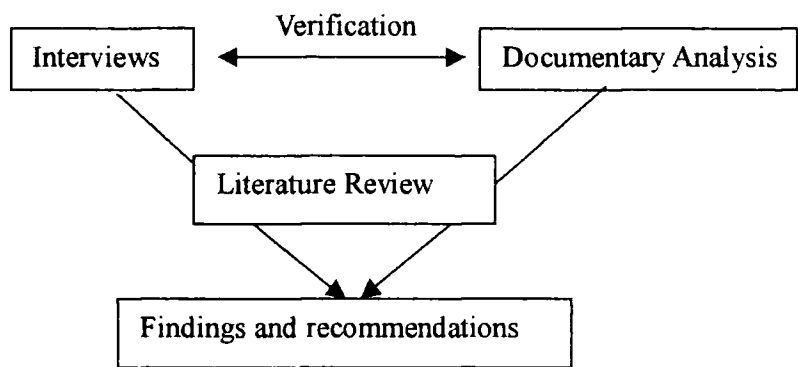 Verification
Interviews
Documentary Analysis
Literature Review
Findings and recommendations